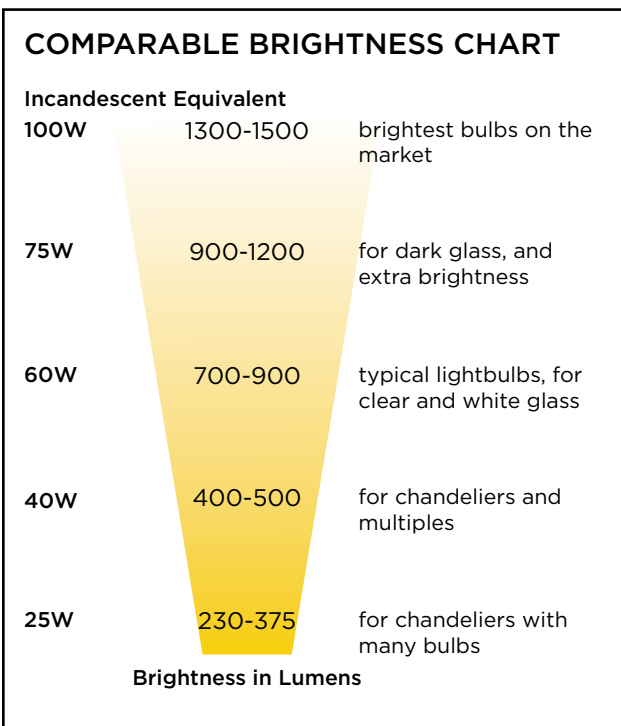 COMPARABLE BRIGHTNESS CHART
Incandescent Equivalent
100W 1300-1500 brightest bulbs on the
market
75W 900-1200 for dark glass, and
extra brightness
60W 700-900 typical lightbulbs, for
clear and white glass
40W 400-500 for chandeliers and
multiples
25W 230-375 for chandeliers with
many bulbs
Brightness in Lumens